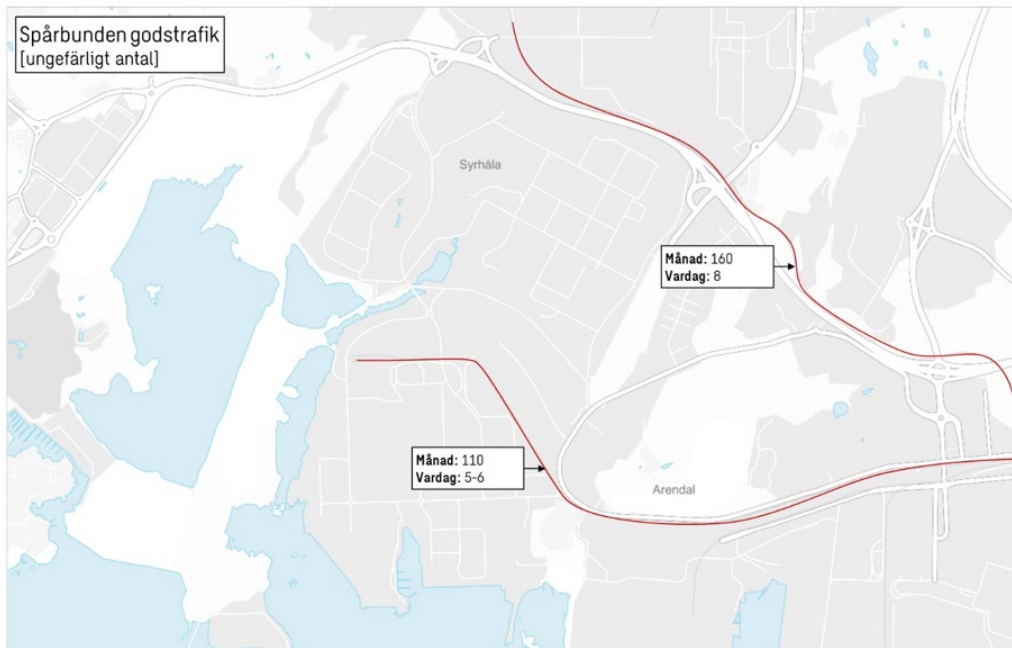 Spårbunden godstrafik
[ungefärligt antal]
Syrhåla
Månad: 160
Vardag: 8
Månad: 110
Vardag: 5-6
Arendal